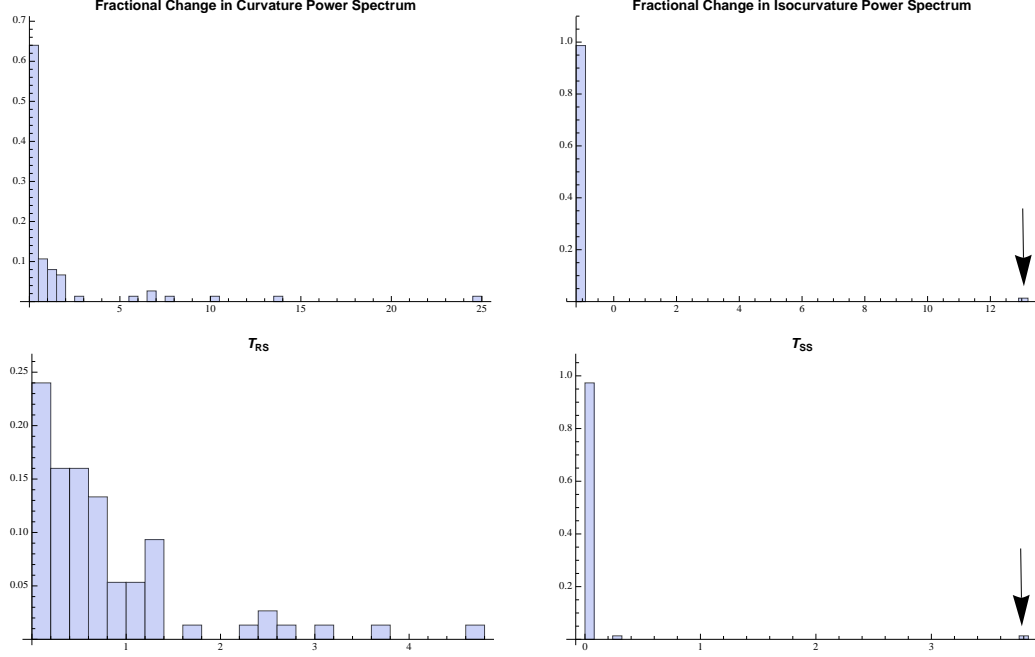 Fractional Change in Curvature Power Spectrum
0.7
0.6
0.5
0.4
0.3
0.2
0.1
5 10 15 20 25
Fractional Change in Isocurvature Power Spectrum
1.0
0.8
0.6
0.4
0.2
0 2 4 6 8 10 12
T_RS
0.25
0.20
0.15
0.10
0.05
1 2 3 4
T_SS
1.0
0.8
0.6
0.4
0.2
0 1 2 3